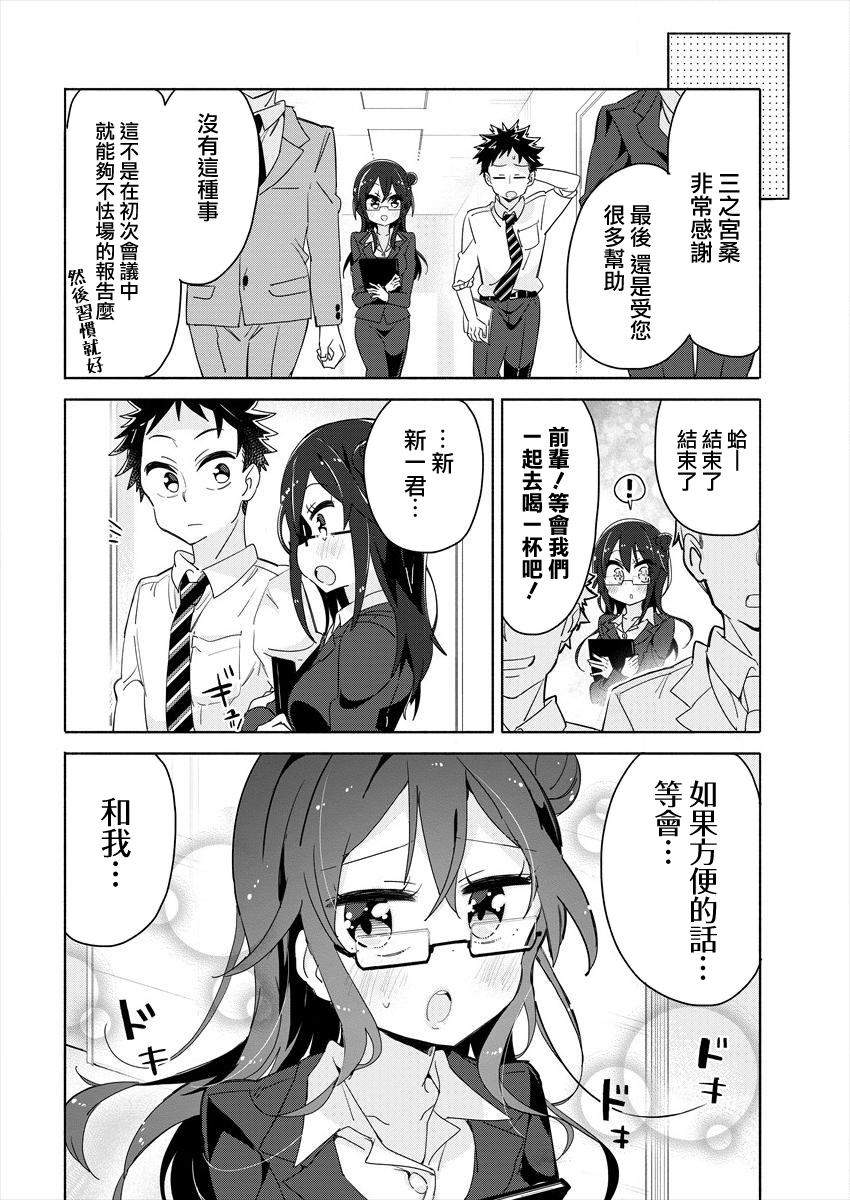 三之宮桑
非常感謝
最後 還是受您
很多幫助
沒有這種事
這不是在初次會議中
就能夠不怯場的報告麼
然後習慣就好
蛤—
結束了
結束了
!
前輩!等會我們
一起去喝一杯吧!
…新
新一君…
ギュッ
如果方便的話…
等會…
和我…
ドキ
ドキ